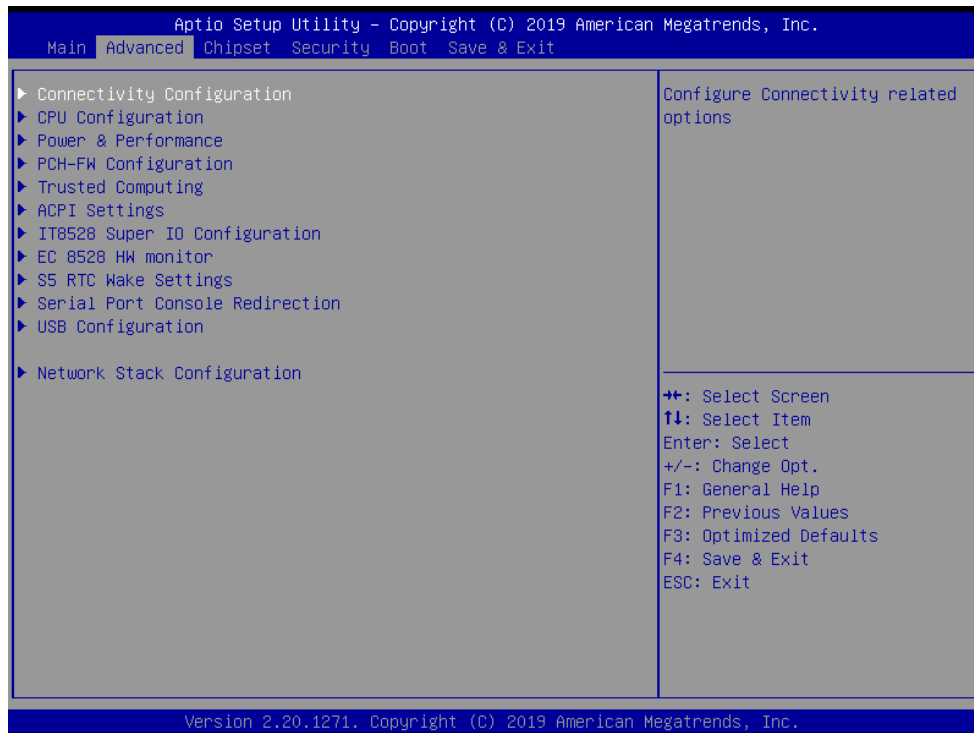 Aptio Setup Utility – Copyright (C) 2019 American Megatrends, Inc.
Main Advanced Chipset Security Boot Save & Exit
▶ Connectivity Configuration
▶ CPU Configuration
▶ Power & Performance
▶ PCH-FW Configuration
▶ Trusted Computing
▶ ACPI Settings
▶ IT8528 Super IO Configuration
▶ EC 8528 HW monitor
▶ S5 RTC Wake Settings
▶ Serial Port Console Redirection
▶ USB Configuration
▶ Network Stack Configuration
Configure Connectivity related
options
→←: Select Screen
↑↓: Select Item
Enter: Select
+/-: Change Opt.
F1: General Help
F2: Previous Values
F3: Optimized Defaults
F4: Save & Exit
ESC: Exit
Version 2.20.1271. Copyright (C) 2019 American Megatrends, Inc.